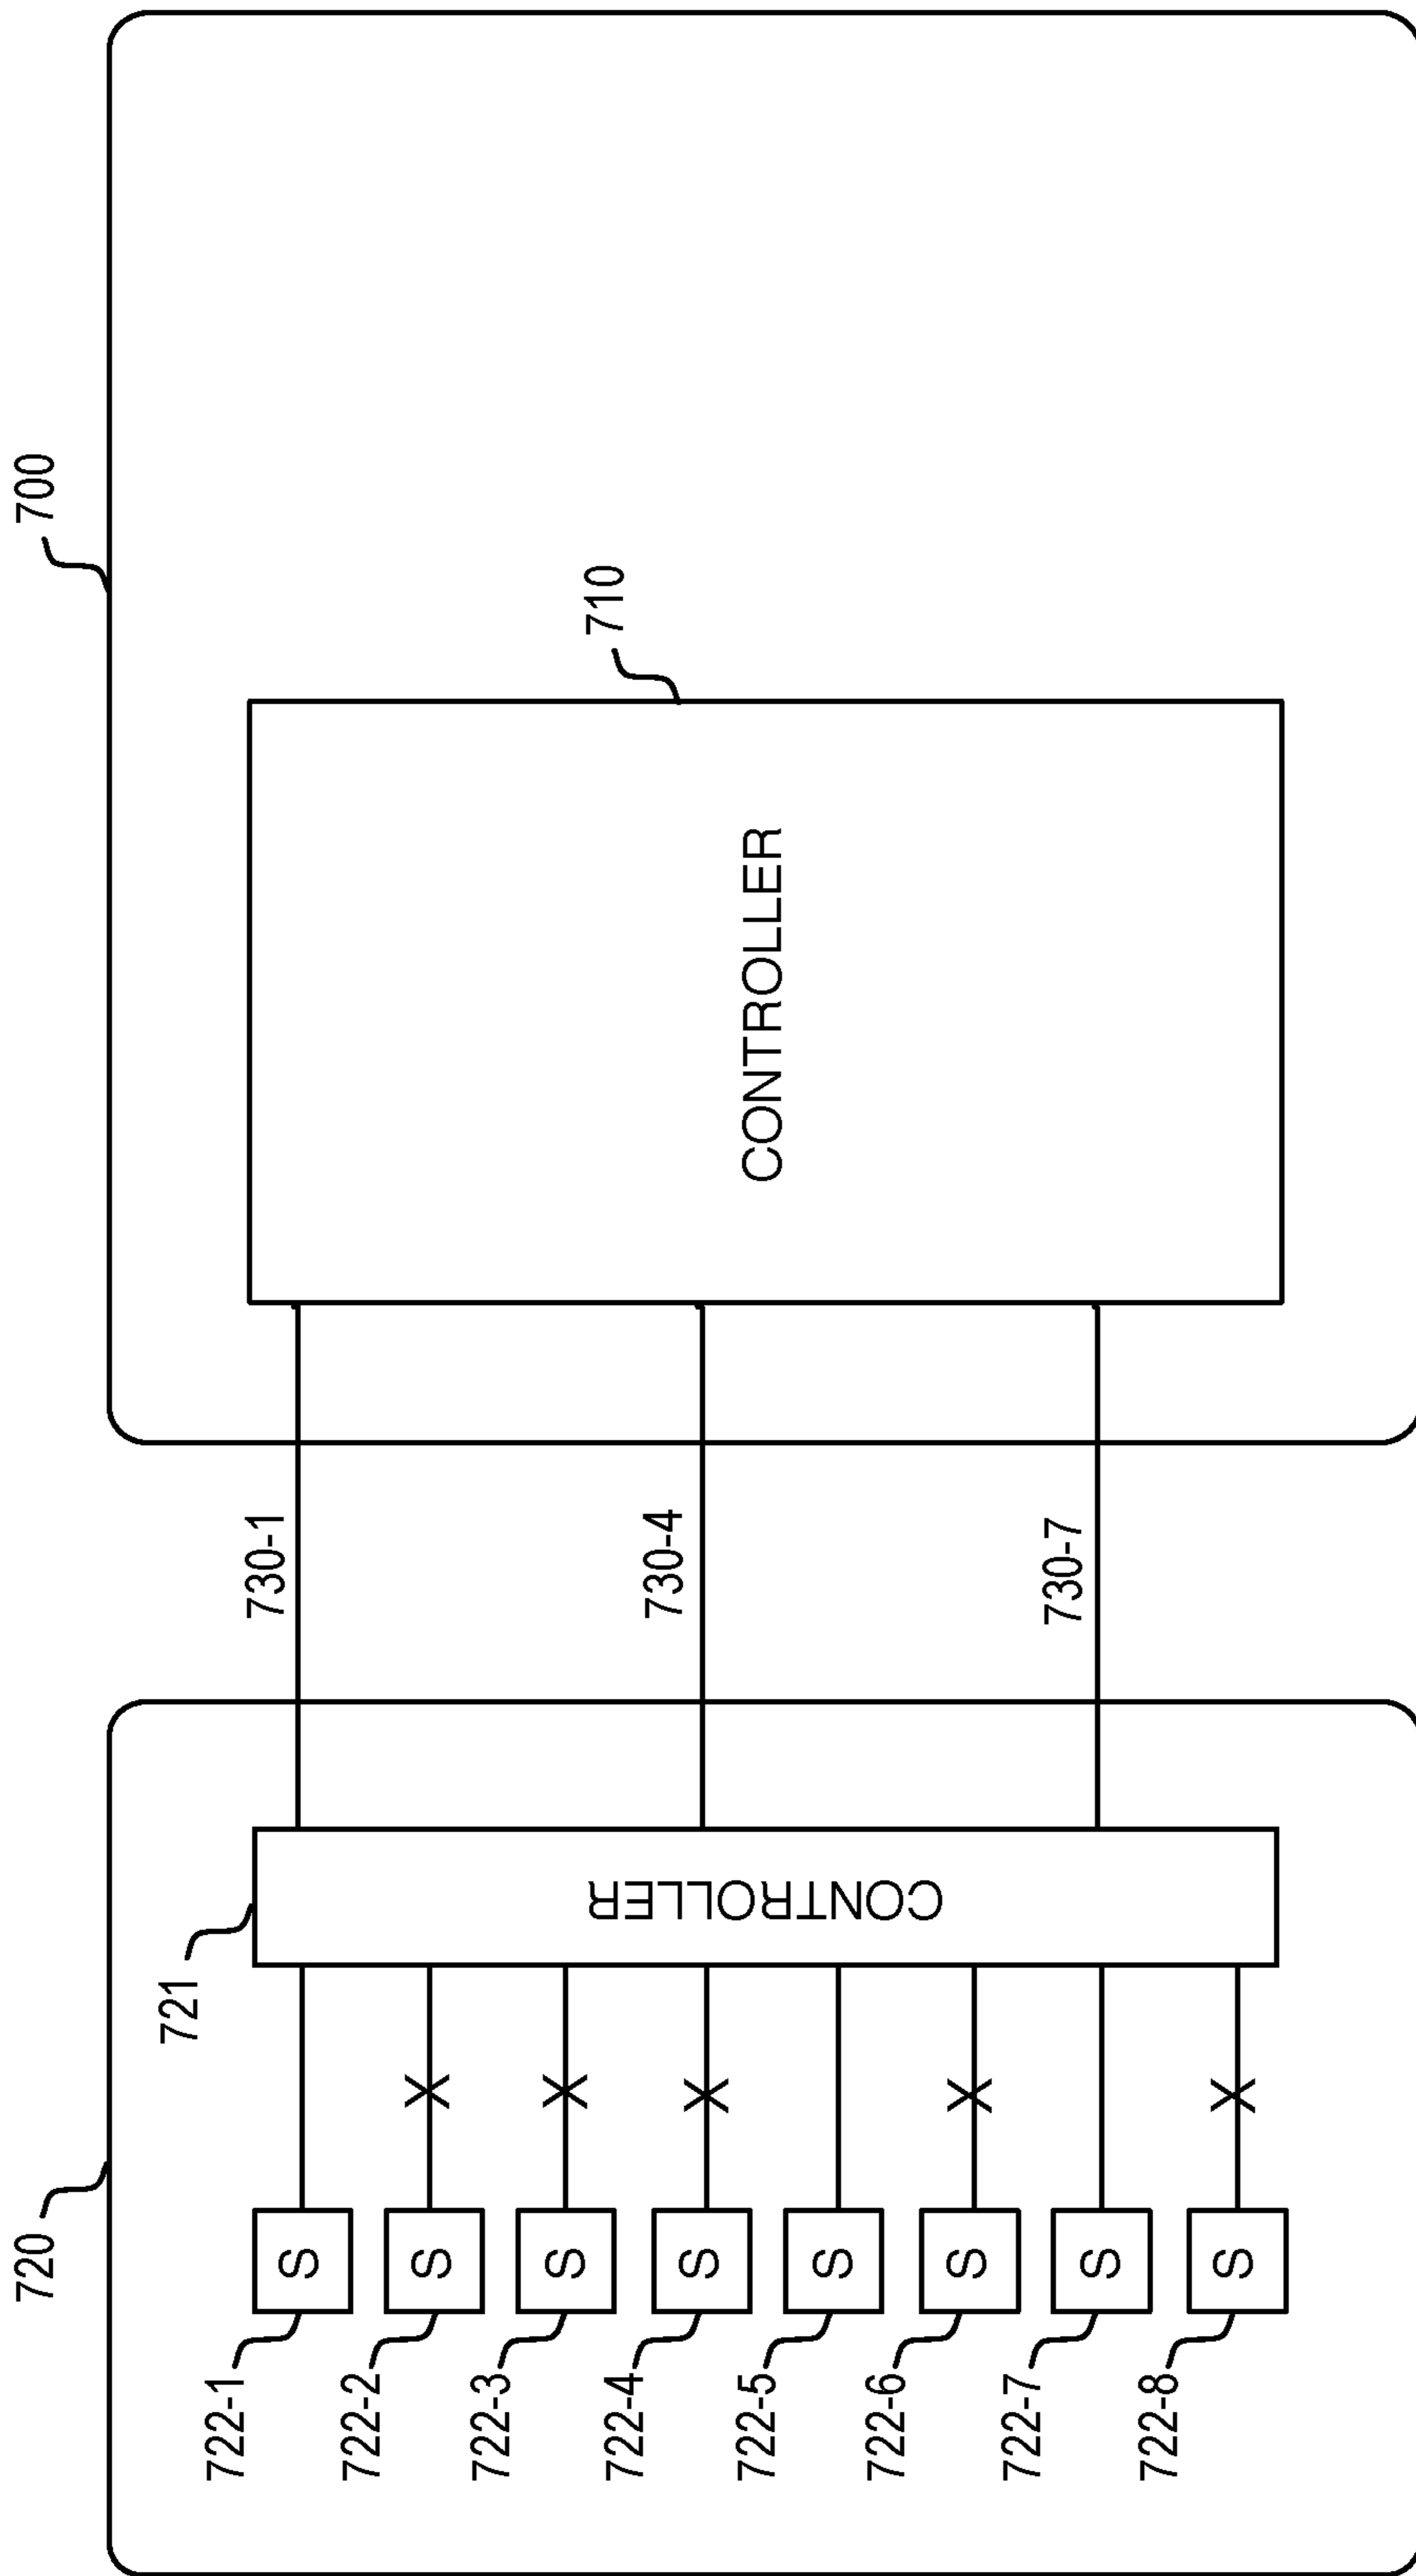 700
710
CONTROLLER
730-1
730-4
730-7
720
721
CONTROLLER
S
S
S
S
S
S
S
S
X
X
X
X
X
722-1
722-2
722-3
722-4
722-5
722-6
722-7
722-8